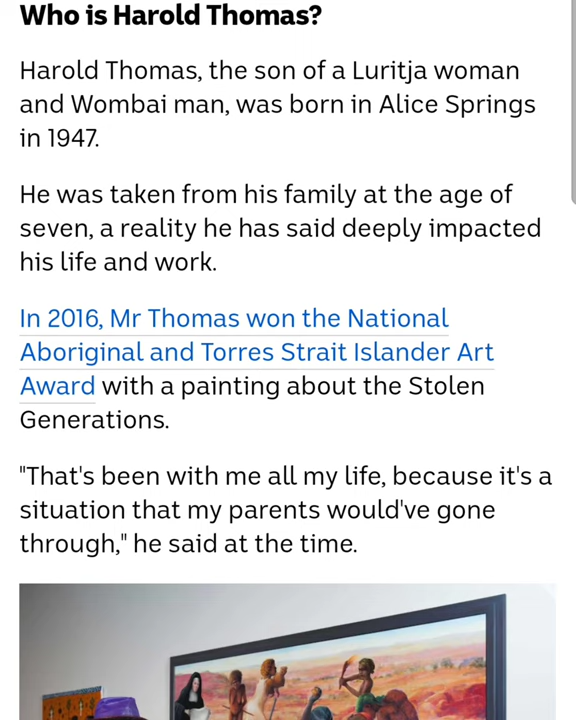 Who is Harold Thomas?
Harold Thomas, the son of a Luritja woman
and Wombai man, was born in Alice Springs
in 1947.
He was taken from his family at the age of
seven, a reality he has said deeply impacted
his life and work.
In 2016, Mr Thomas won the National
Aboriginal and Torres Strait Islander Art
Award with a painting about the Stolen
Generations.
"That's been with me all my life, because it's a
situation that my parents would've gone
through," he said at the time.